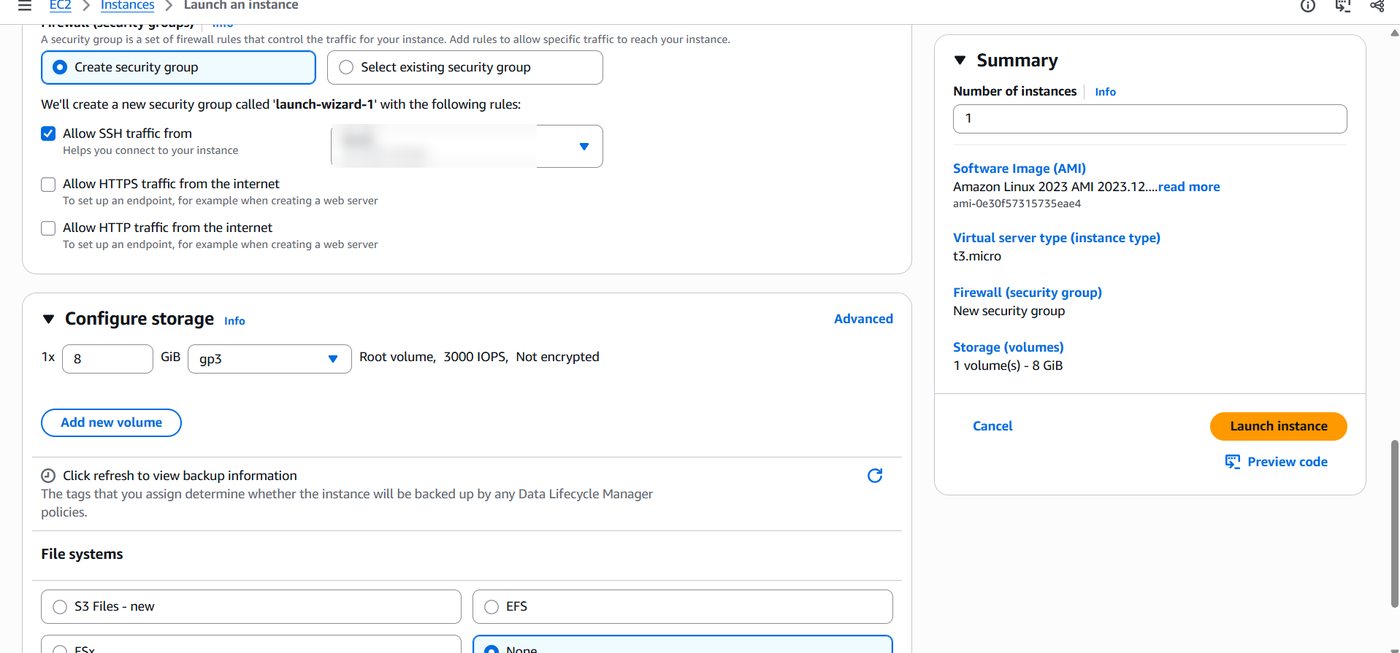 EC2 > Instances > Launch an instance
Firewall (security groups) Info
A security group is a set of firewall rules that control the traffic for your instance. Add rules to allow specific traffic to reach your instance.
Create security group
Select existing security group
We'll create a new security group called 'launch-wizard-1' with the following rules:
Allow SSH traffic from
Helps you connect to your instance
Allow HTTPS traffic from the internet
To set up an endpoint, for example when creating a web server
Allow HTTP traffic from the internet
To set up an endpoint, for example when creating a web server
Configure storage Info
Advanced
1x 8 GiB gp3 Root volume, 3000 IOPS, Not encrypted
Add new volume
Click refresh to view backup information
The tags that you assign determine whether the instance will be backed up by any Data Lifecycle Manager
policies.
File systems
S3 Files - new
EFS
FSx
None
Summary
Number of instances Info
1
Software Image (AMI)
Amazon Linux 2023 AMI 2023.12....read more
ami-0e30f57315735eae4
Virtual server type (instance type)
t3.micro
Firewall (security group)
New security group
Storage (volumes)
1 volume(s) - 8 GiB
Cancel
Launch instance
Preview code